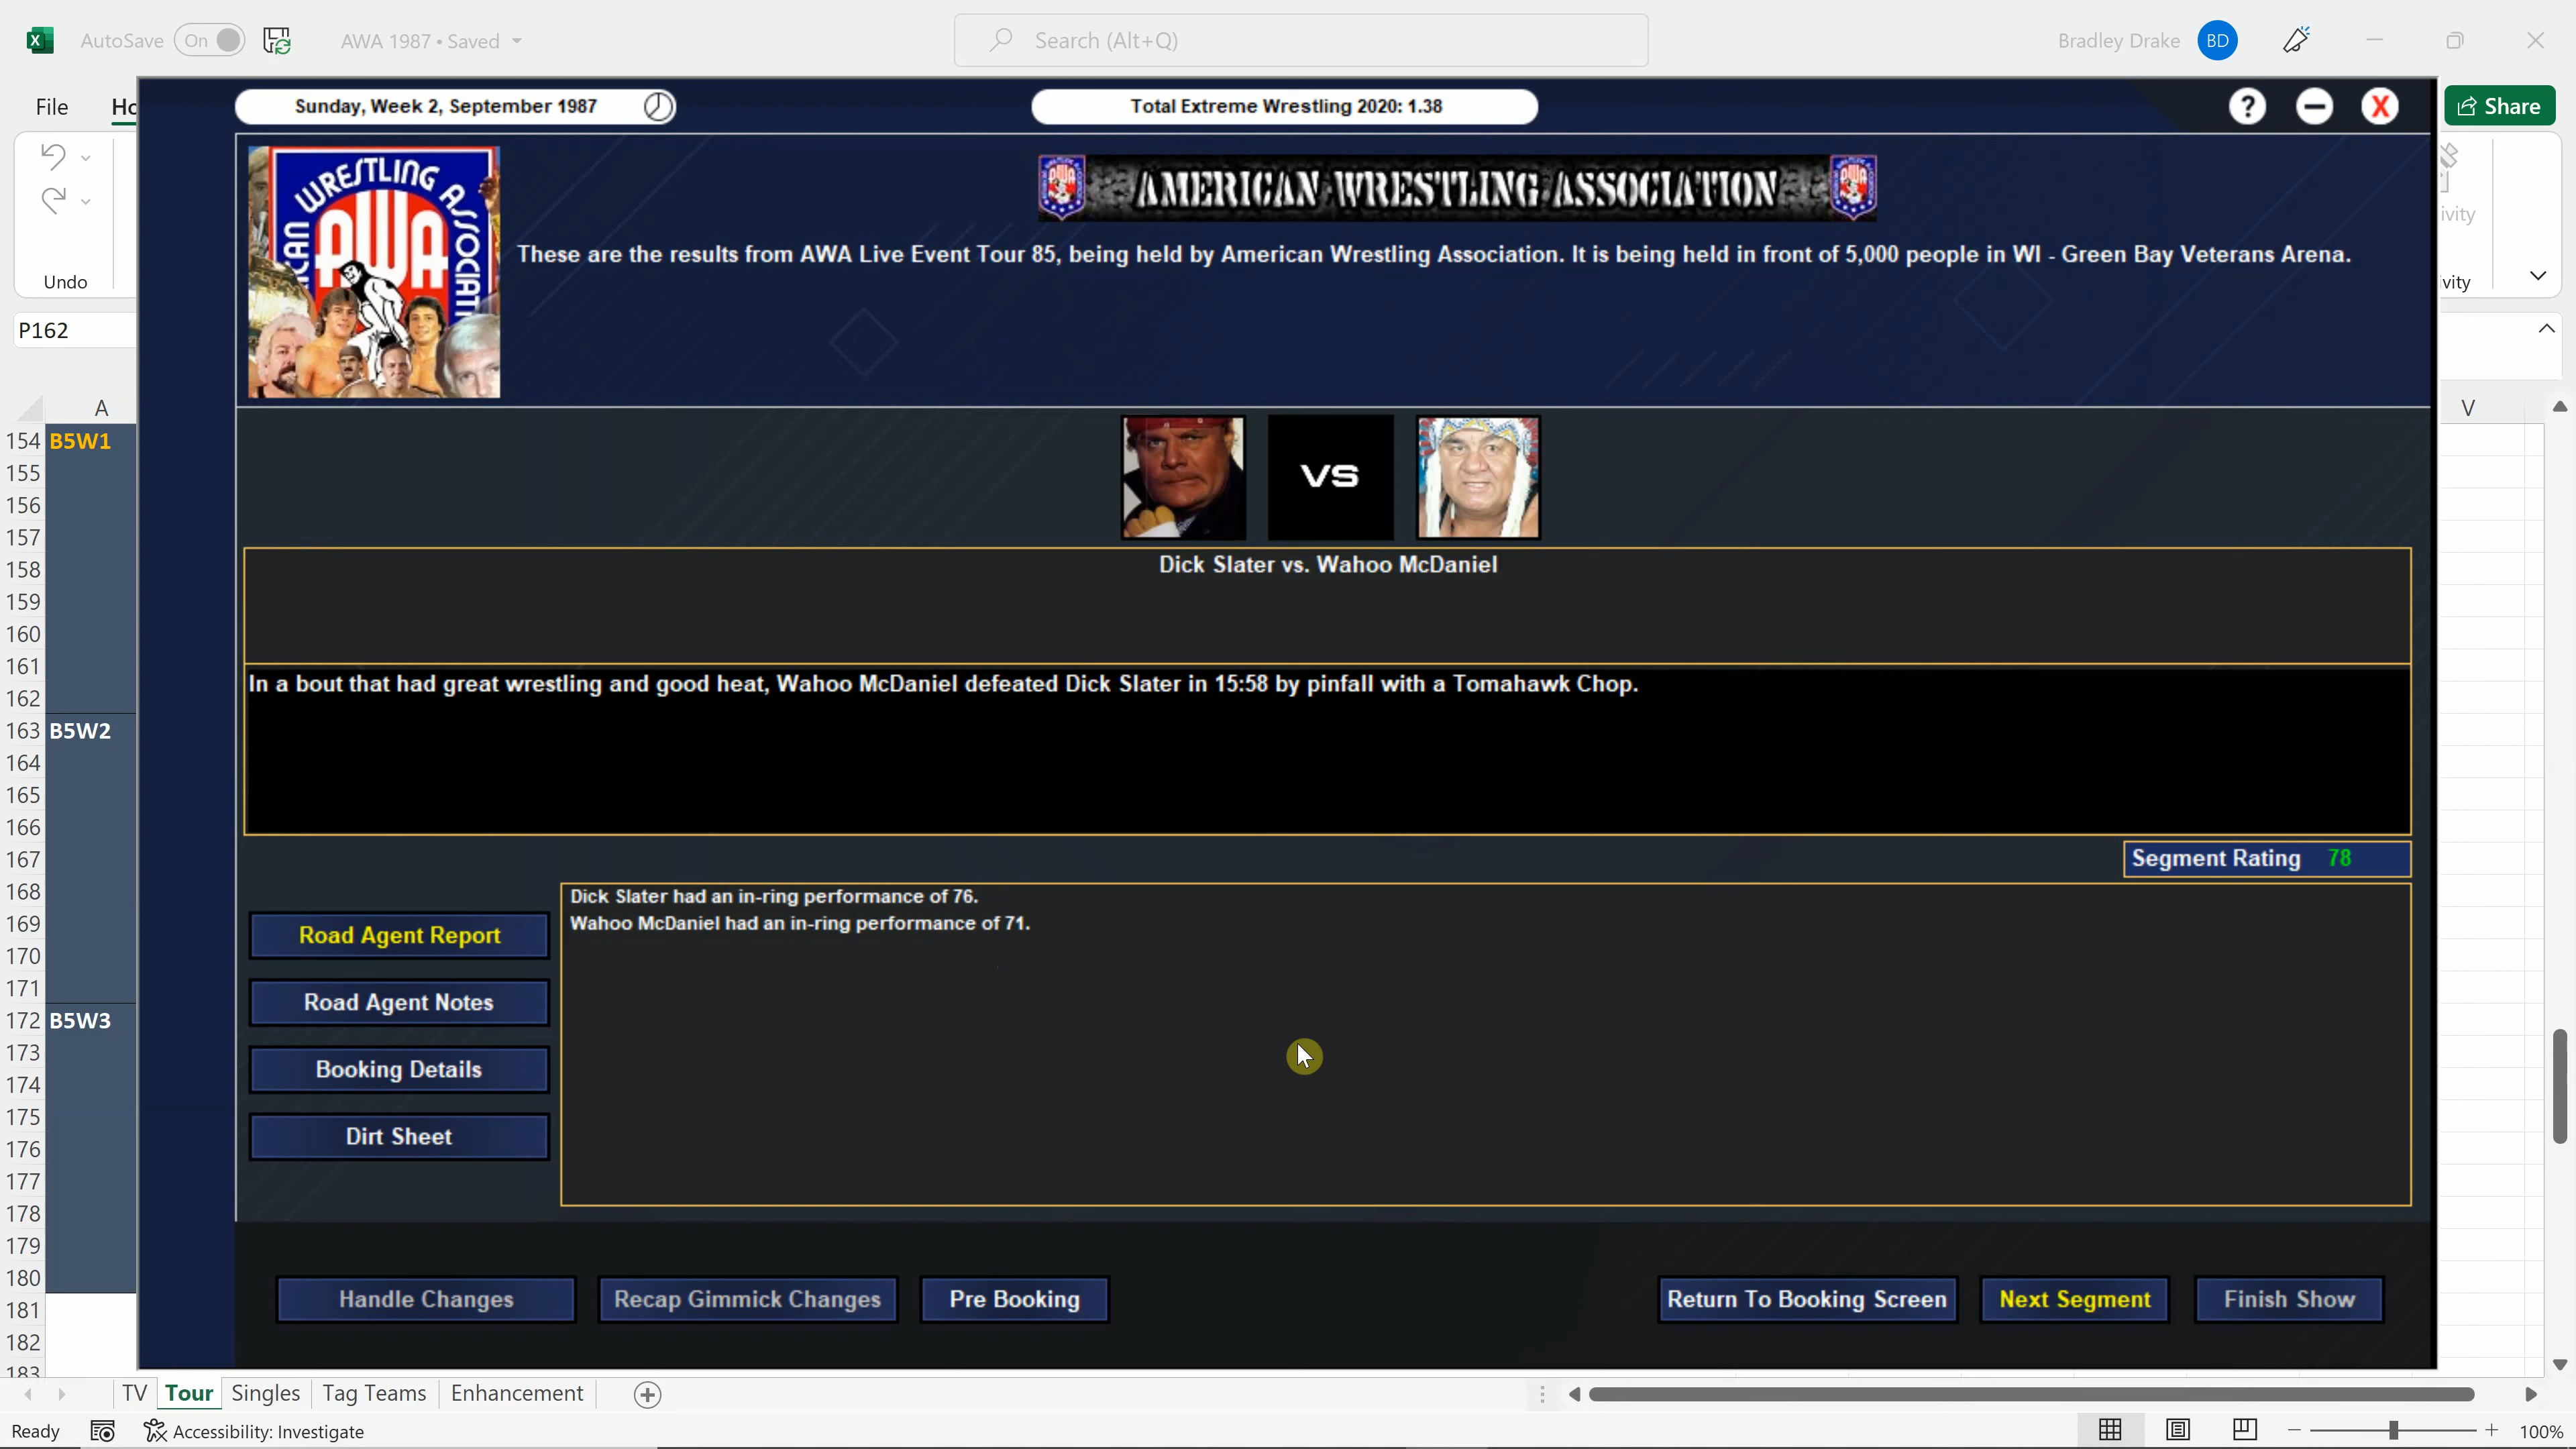 AutoSave On AWA 1987 • Saved Search (Alt+Q) Bradley Drake BD
File Share
Sunday, Week 2, September 1987 Total Extreme Wrestling 2020: 1.38 ? X
WRESTLING ASSOCIAT
AWA
AMERICAN WRESTLING ASSOCIATION
These are the results from AWA Live Event Tour 85, being held by American Wrestling Association. It is being held in front of 5,000 people in WI - Green Bay Veterans Arena.
ivity
Undo
ivity
P162
A V
154 B5W1
155
156
VS
157
158
Dick Slater vs. Wahoo McDaniel
159
160
161
162
In a bout that had great wrestling and good heat, Wahoo McDaniel defeated Dick Slater in 15:58 by pinfall with a Tomahawk Chop.
163 B5W2
164
165
166
167
Segment Rating 78
168
Dick Slater had an in-ring performance of 76.
169
Wahoo McDaniel had an in-ring performance of 71.
Road Agent Report
170
171
Road Agent Notes
172 B5W3
173
Booking Details
174
175
Dirt Sheet
176
177
178
179
180
Handle Changes Recap Gimmick Changes Pre Booking Return To Booking Screen Next Segment Finish Show
181
182
183
TV Tour Singles Tag Teams Enhancement
Ready Accessibility: Investigate 100%